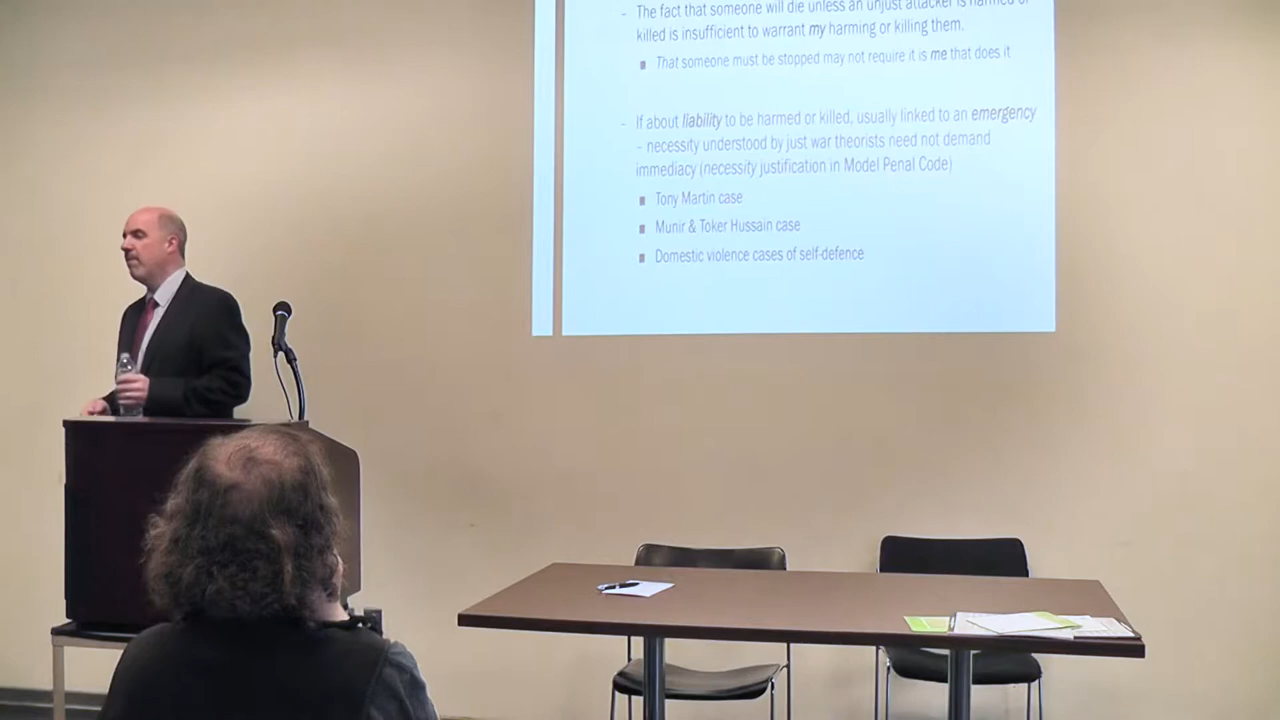 - The fact that someone will die unless an unjust attacker is harmed or
killed is insufficient to warrant my harming or killing them.
▪ That someone must be stopped may not require it is me that does it
- If about liability to be harmed or killed, usually linked to an emergency
– necessity understood by just war theorists need not demand
immediacy (necessity justification in Model Penal Code)
▪ Tony Martin case
▪ Munir & Toker Hussain case
▪ Domestic violence cases of self-defence